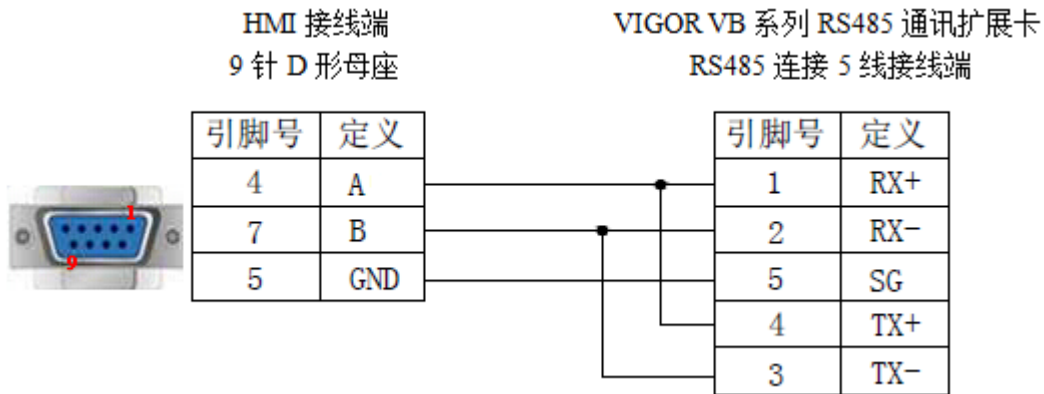 HMI 接线端
9 针 D 形母座
VIGOR VB 系列 RS485 通讯扩展卡
RS485 连接 5 线接线端
引脚号 定义
4 A
7 B
5 GND
引脚号 定义
1 RX+
2 RX-
5 SG
4 TX+
3 TX-
1
9